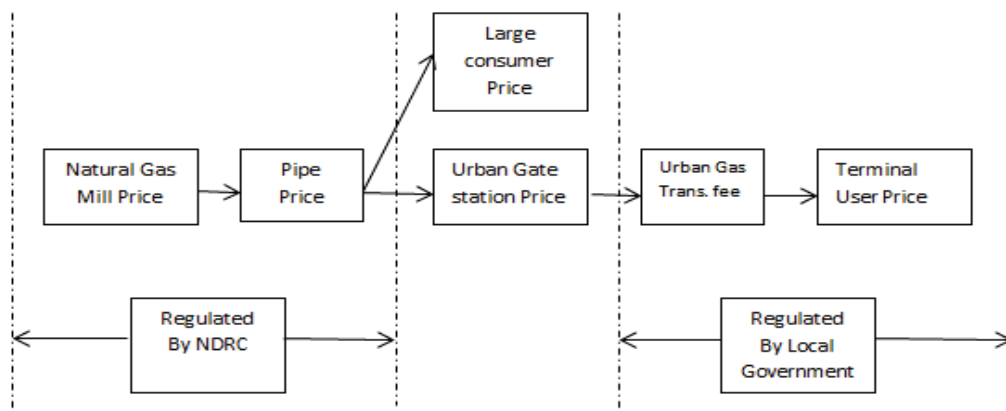 Large
consumer
Price
Natural Gas
Mill Price
Pipe
Price
Urban Gate
station Price
Urban Gas
Trans. fee
Terminal
User Price
Regulated
By NDRC
Regulated
By Local
Government